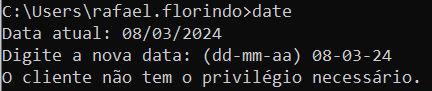 C:\Users\rafael.florindo>date
Data atual: 08/03/2024
Digite a nova data: (dd-mm-aa) 08-03-24
O cliente não tem o privilégio necessário.